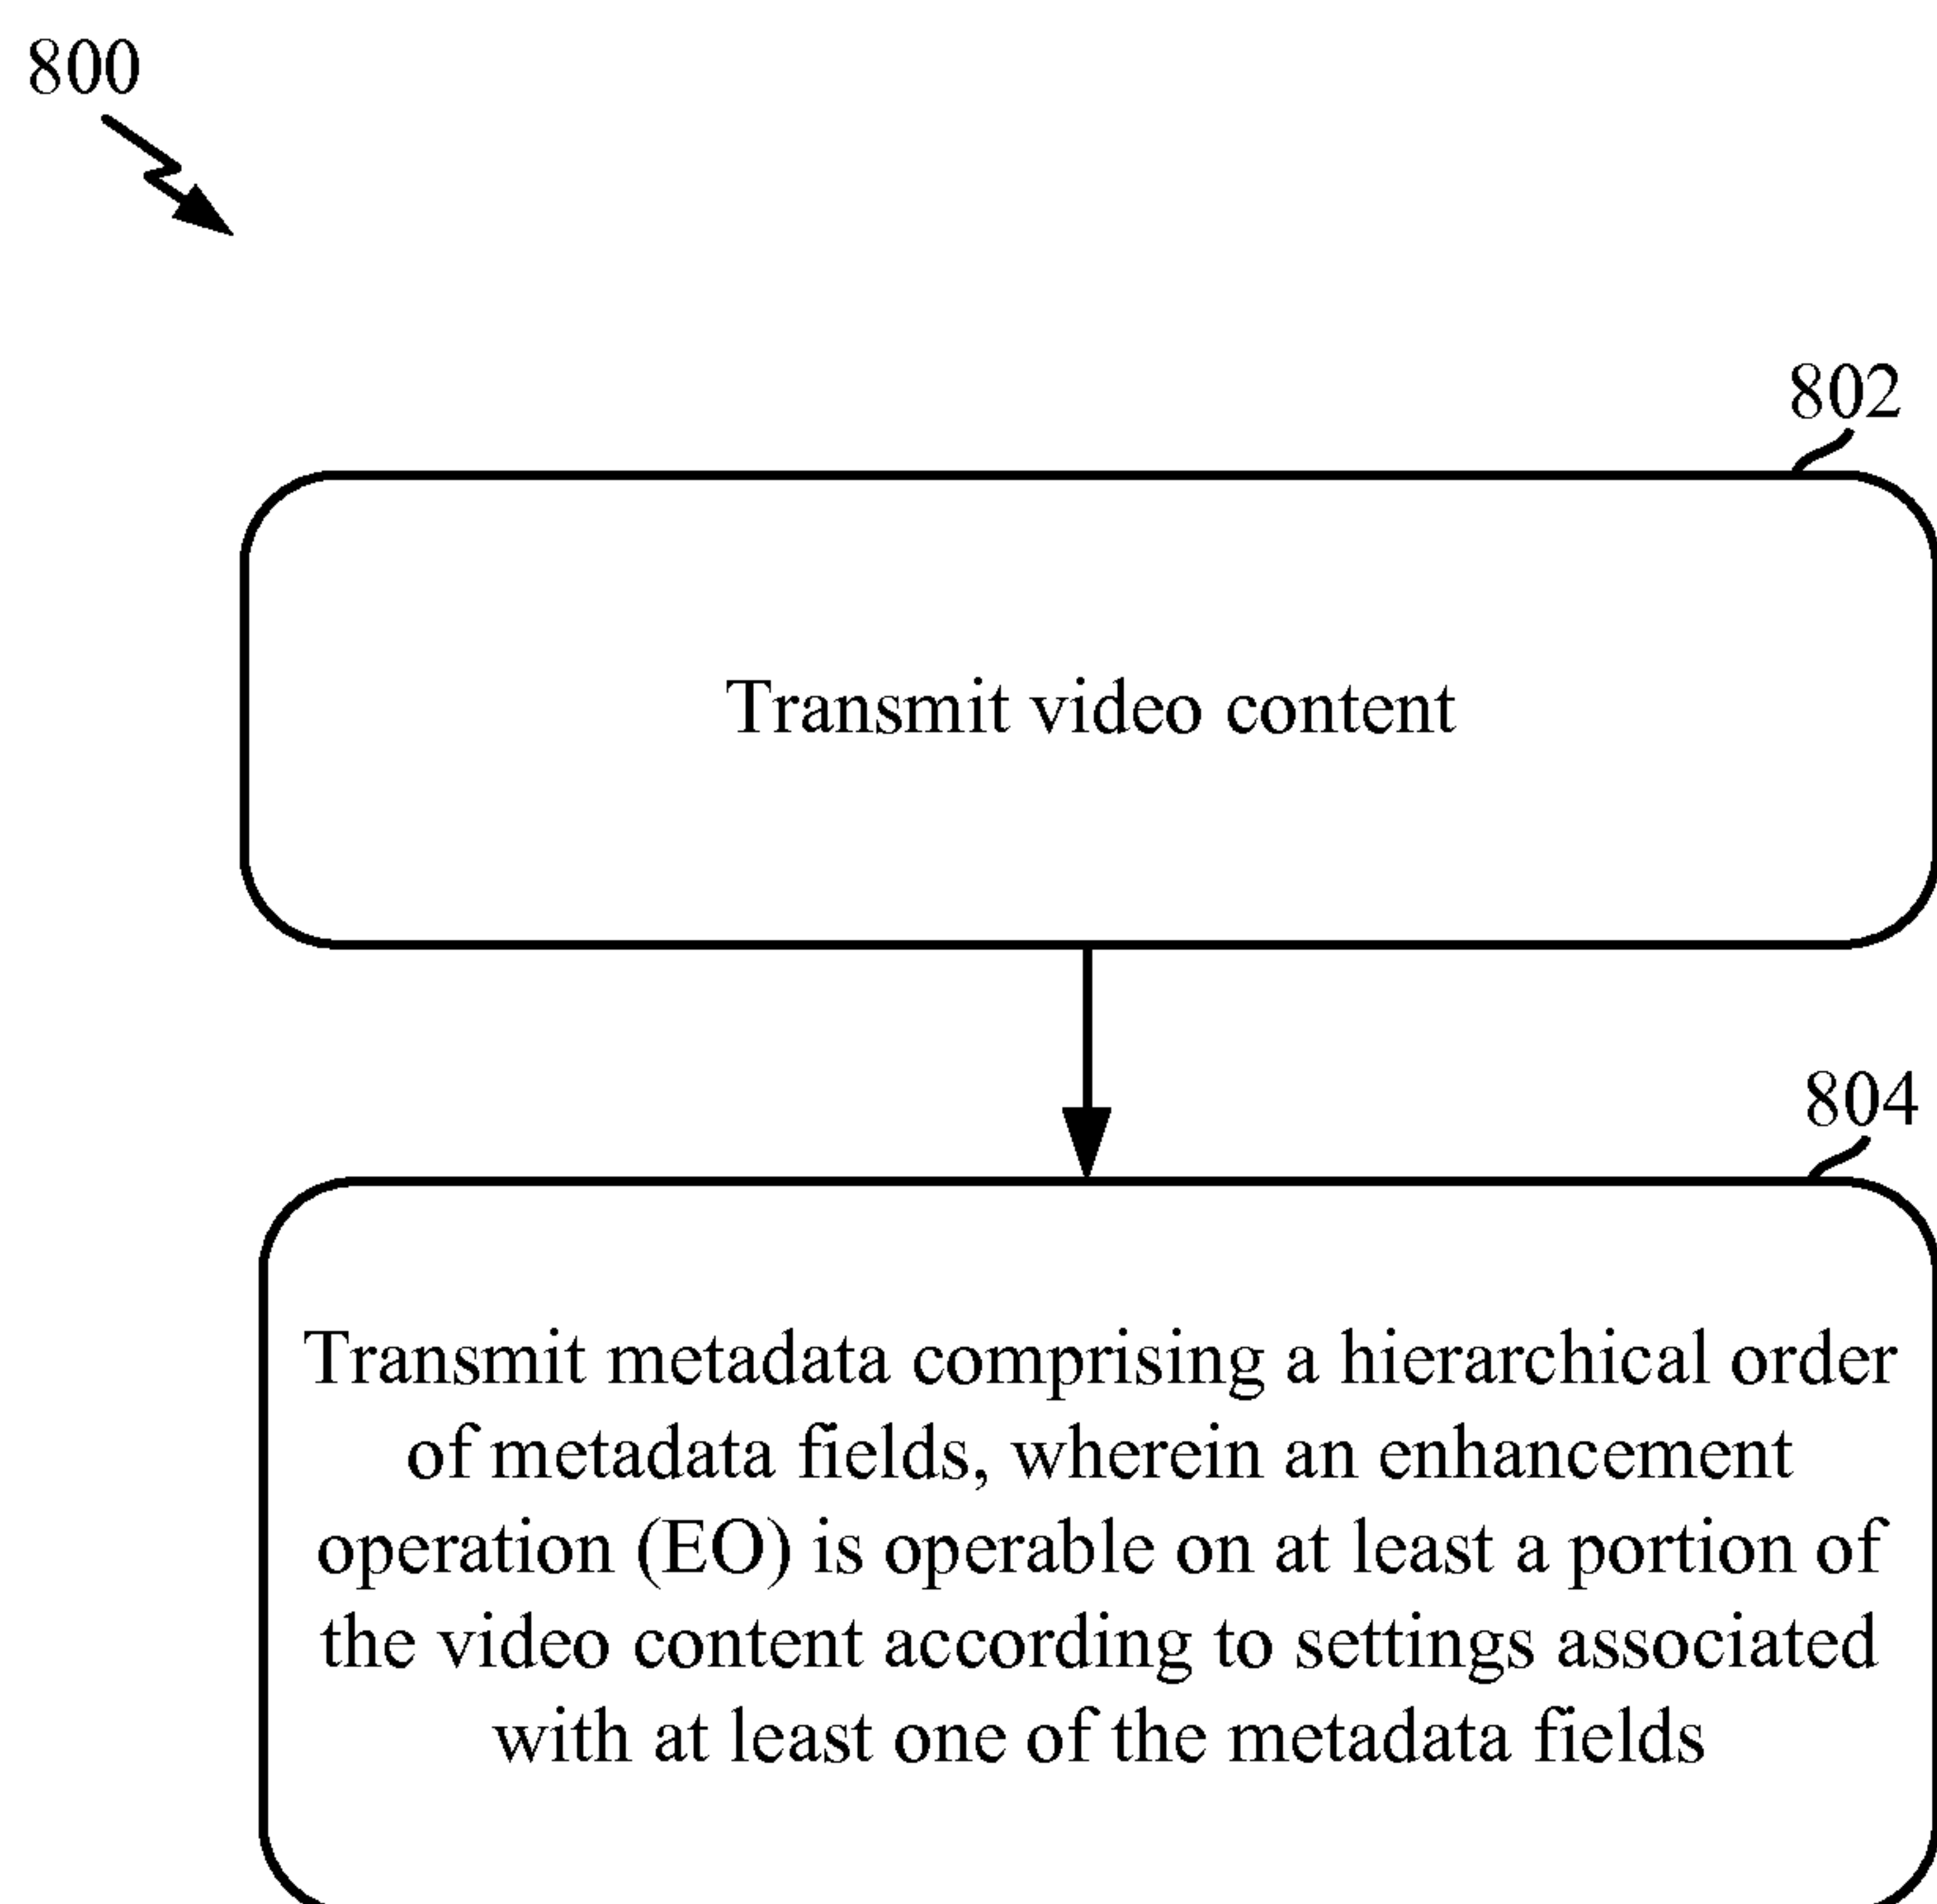 800
802
Transmit video content
804
Transmit metadata comprising a hierarchical order
of metadata fields, wherein an enhancement
operation (EO) is operable on at least a portion of
the video content according to settings associated
with at least one of the metadata fields